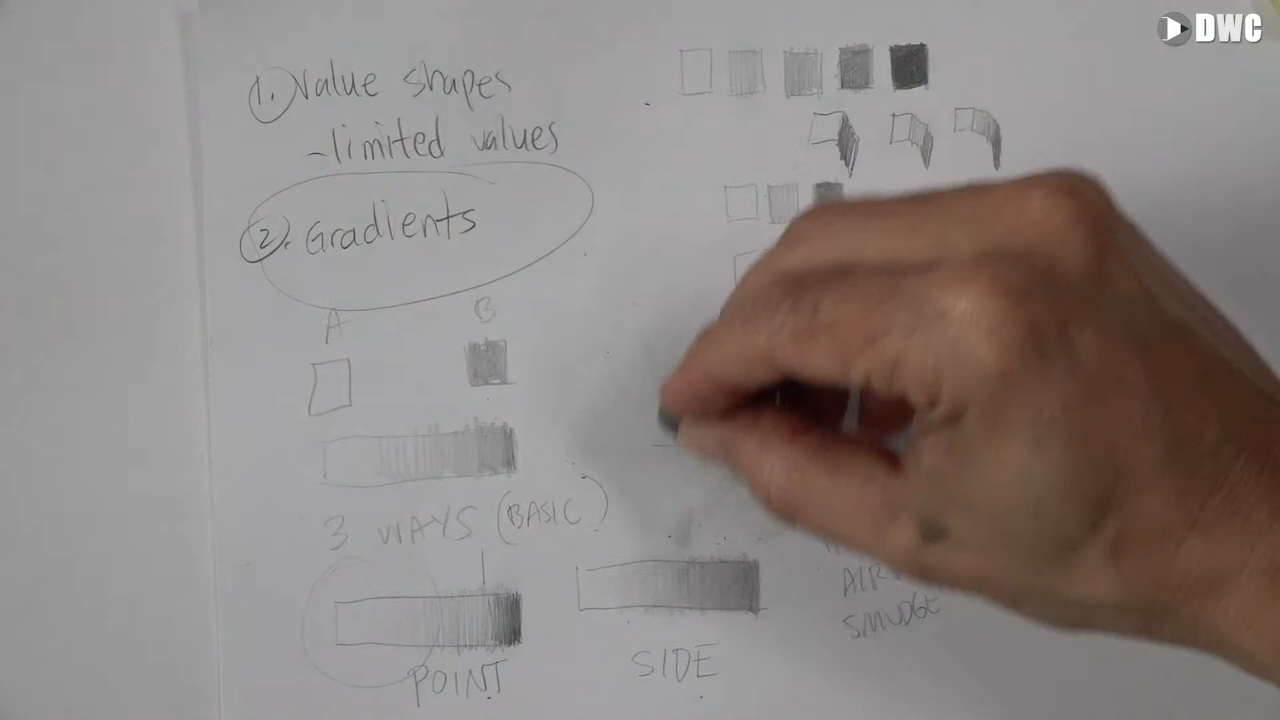 DWC
1. Value shapes
- limited values
2. Gradients
A B
3 WAYS (BASIC)
SMUDGE
POINT
SIDE